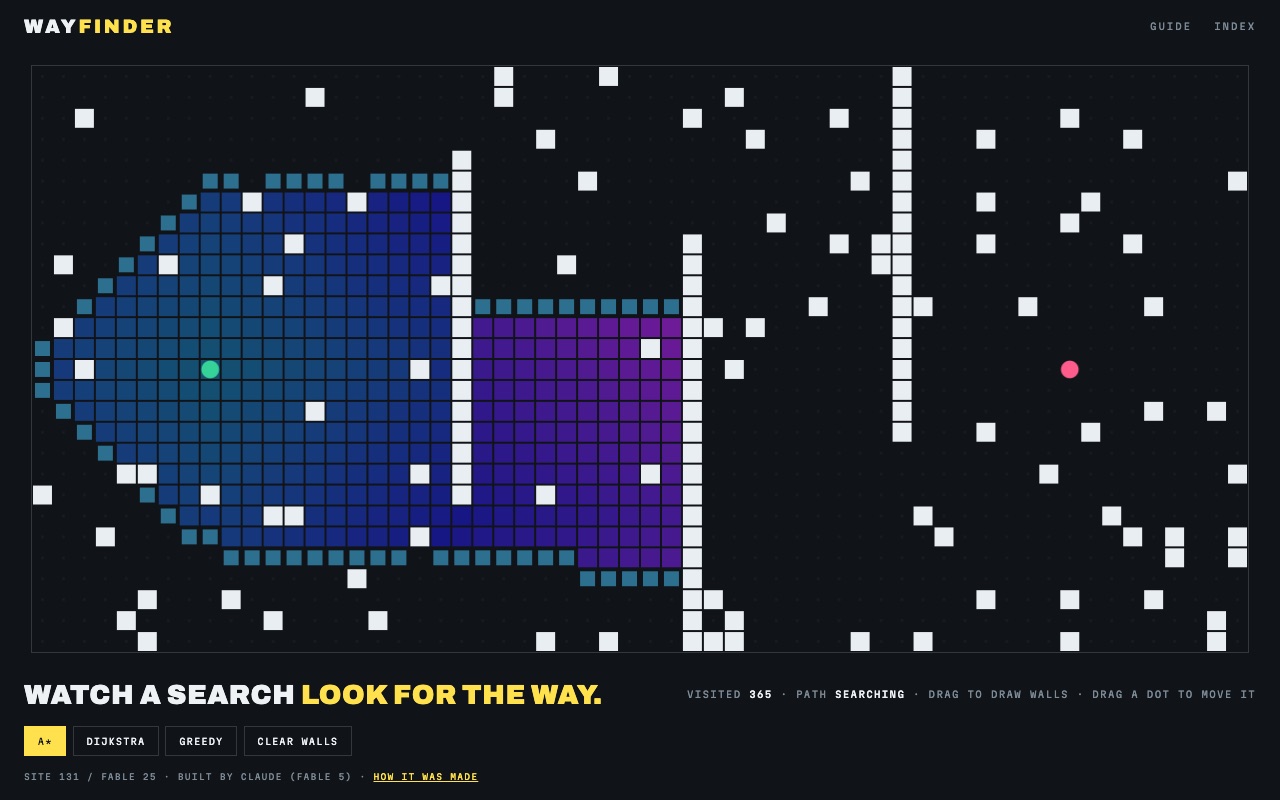 WAYFINDER
GUIDE INDEX
WATCH A SEARCH LOOK FOR THE WAY.
VISITED 365 · PATH SEARCHING · DRAG TO DRAW WALLS · DRAG A DOT TO MOVE IT
A* DIJKSTRA GREEDY CLEAR WALLS
SITE 131 / FABLE 25 · BUILT BY CLAUDE (FABLE 5) · HOW IT WAS MADE